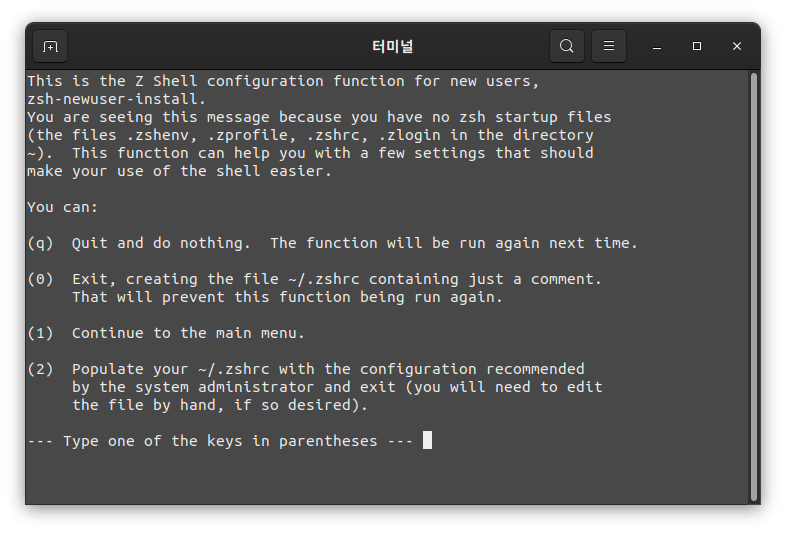 터미널
This is the Z Shell configuration function for new users,
zsh-newuser-install.
You are seeing this message because you have no zsh startup files
(the files .zshenv, .zprofile, .zshrc, .zlogin in the directory
~).  This function can help you with a few settings that should
make your use of the shell easier.
You can:
(q)  Quit and do nothing.  The function will be run again next time.
(0)  Exit, creating the file ~/.zshrc containing just a comment.
     That will prevent this function being run again.
(1)  Continue to the main menu.
(2)  Populate your ~/.zshrc with the configuration recommended
     by the system administrator and exit (you will need to edit
     the file by hand, if so desired).
--- Type one of the keys in parentheses ---